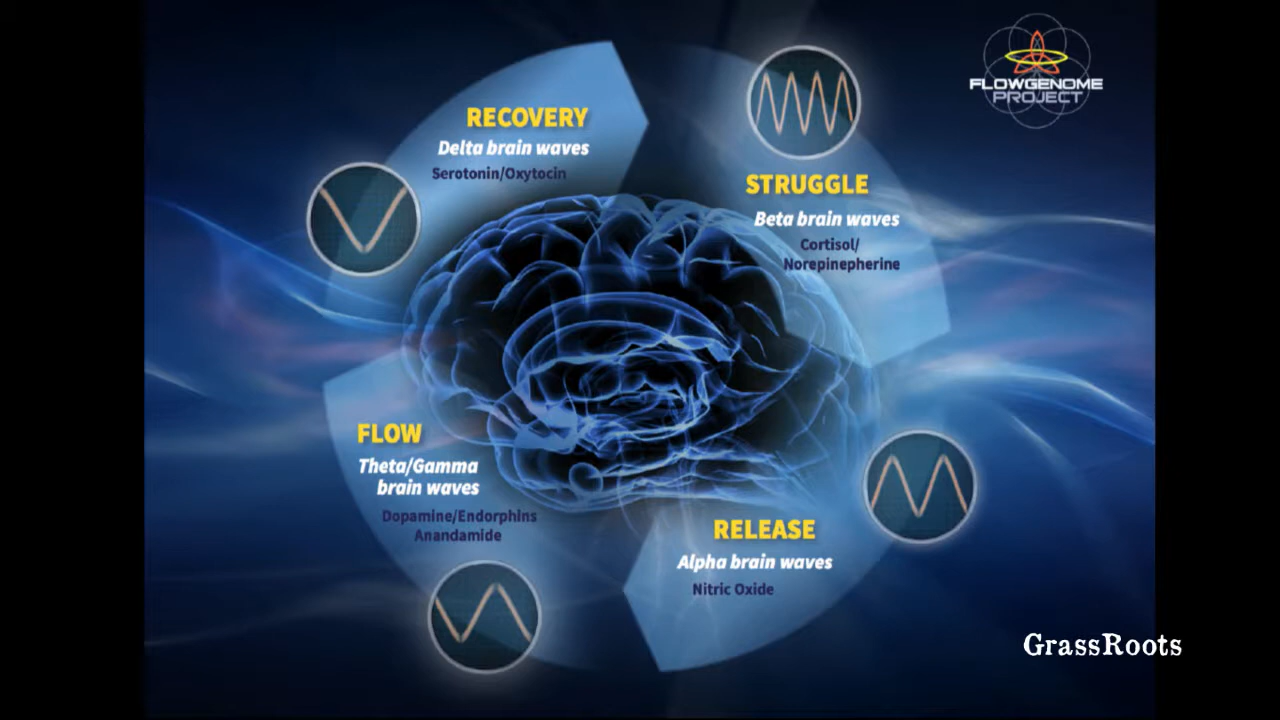 FLOWGENOME
PROJECT
RECOVERY
Delta brain waves
Serotonin/Oxytocin
STRUGGLE
Beta brain waves
Cortisol/
Norepinepherine
FLOW
Theta/Gamma
brain waves
Dopamine/Endorphins
Anandamide
RELEASE
Alpha brain waves
Nitric Oxide
GrassRoots